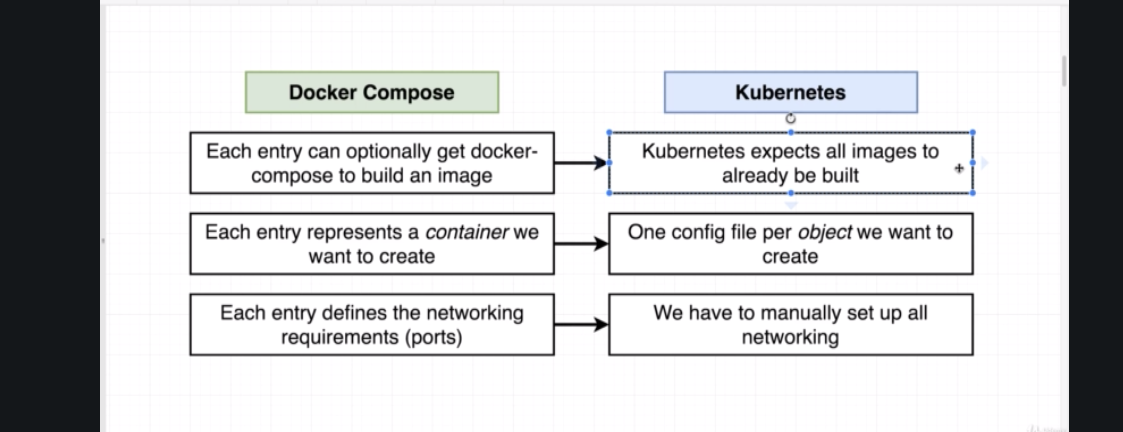 Docker Compose
Kubernetes
Each entry can optionally get docker-
compose to build an image
Kubernetes expects all images to
already be built
Each entry represents a container we
want to create
One config file per object we want to
create
Each entry defines the networking
requirements (ports)
We have to manually set up all
networking